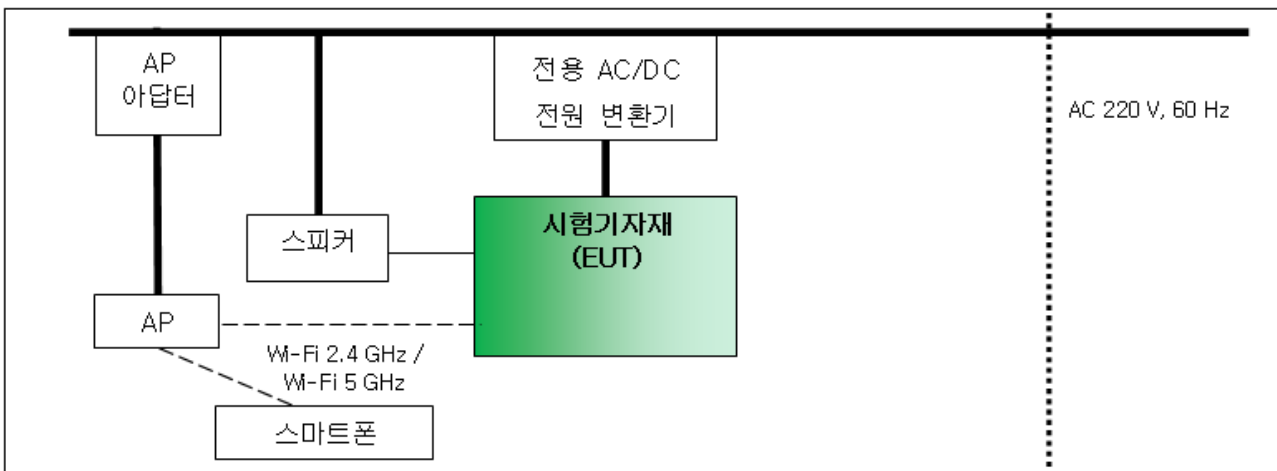 AP
아답터
전용 AC/DC
전원 변환기
AC 220 V, 60 Hz
스피커
시험기자재
(EUT)
AP
Wi-Fi 2.4 GHz /
Wi-Fi 5 GHz
스마트폰